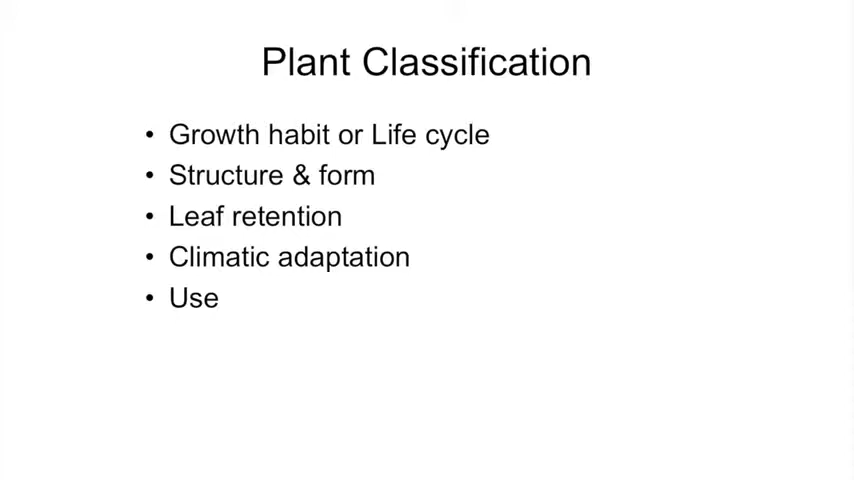 Plant Classification
• Growth habit or Life cycle
• Structure & form
• Leaf retention
• Climatic adaptation
• Use